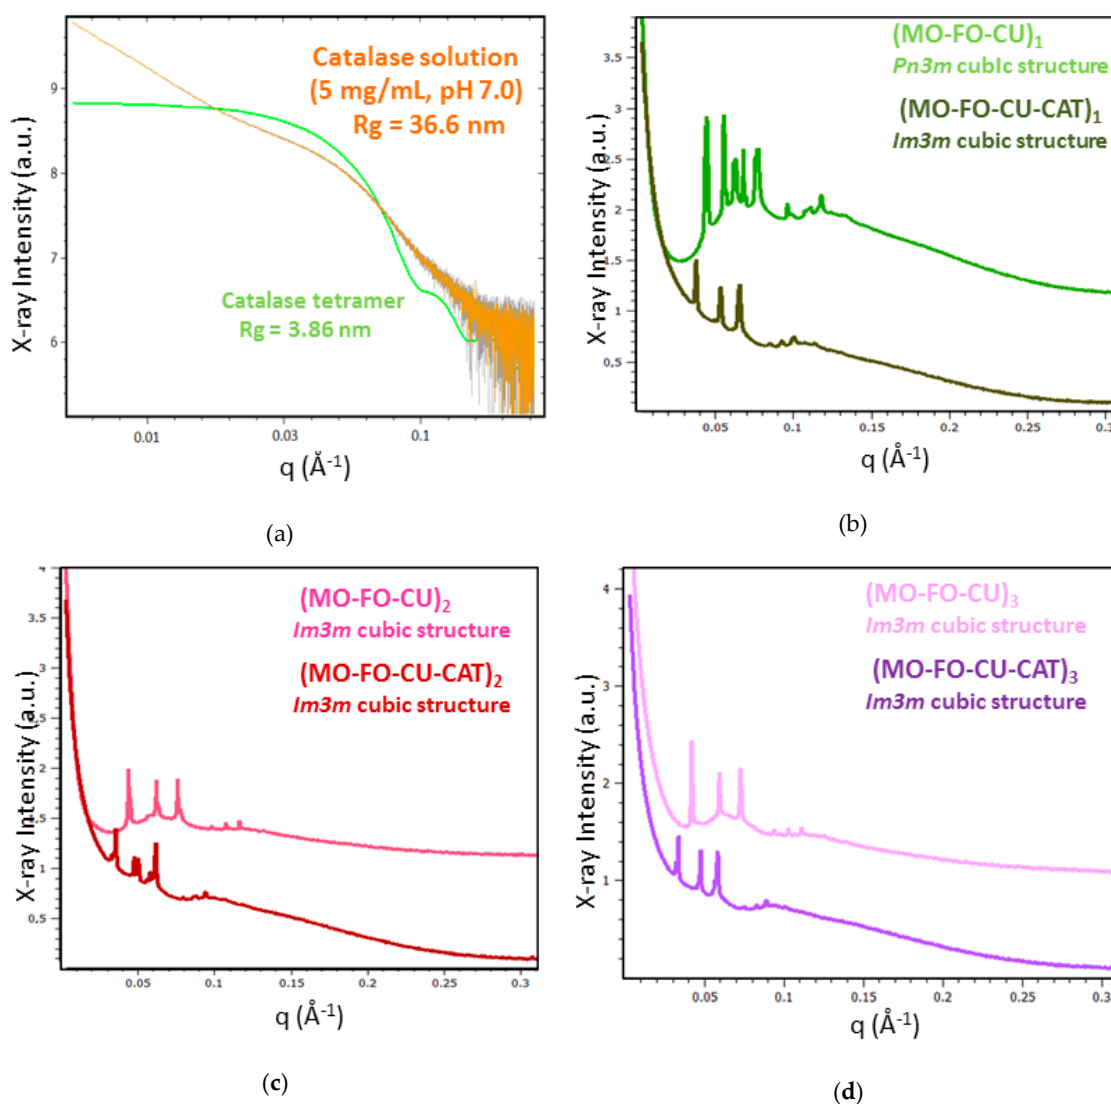 Catalase solution
(5 mg/mL, pH 7.0)
Rg = 36.6 nm
Catalase tetramer
Rg = 3.86 nm
X-ray Intensity (a.u.)
9
8
7
6
0.01 0.03 0.1
q (Å-1)
(a)
(MO-FO-CU)1
Pn3m cubIc structure
(MO-FO-CU-CAT)1
Im3m cubic structure
X-ray Intensity (a.u.)
3.5
3
2.5
2
1.5
1
0.5
0.05 0.1 0.15 0.2 0.25 0.3
q (Å-1)
(b)
(MO-FO-CU)2
Im3m cubic structure
(MO-FO-CU-CAT)2
Im3m cubic structure
X-ray Intensity (a.u.)
4
3.5
3
2.5
2
1.5
1
0.5
0.05 0.1 0.15 0.2 0.25 0.3
q (Å-1)
(c)
(MO-FO-CU)3
Im3m cubic structure
(MO-FO-CU-CAT)3
Im3m cubic structure
X-ray Intensity (a.u.)
4
3
2
1
0.05 0.1 0.15 0.2 0.25 0.3
q (Å-1)
(d)